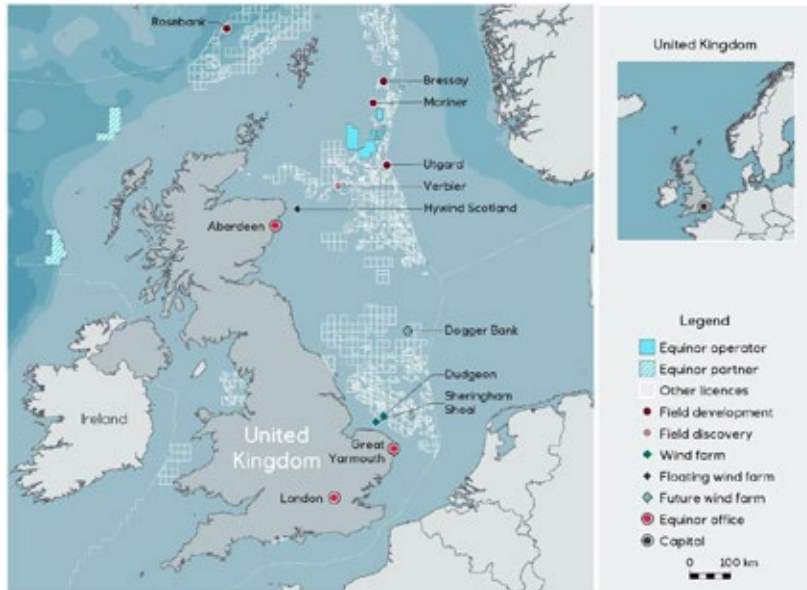 Rosebank
Bressay
Mariner
Utgard
Verbier
Hywind Scotland
Aberdeen
Dogger Bank
Dudgeon
Sheringham
Shoal
Ireland
United
Kingdom
Great
Yarmouth
London
United Kingdom
Legend
Equinor operator
Equinor partner
Other licences
Field development
Field discovery
Wind farm
Floating wind farm
Future wind farm
Equinor office
Capital
0 100 km